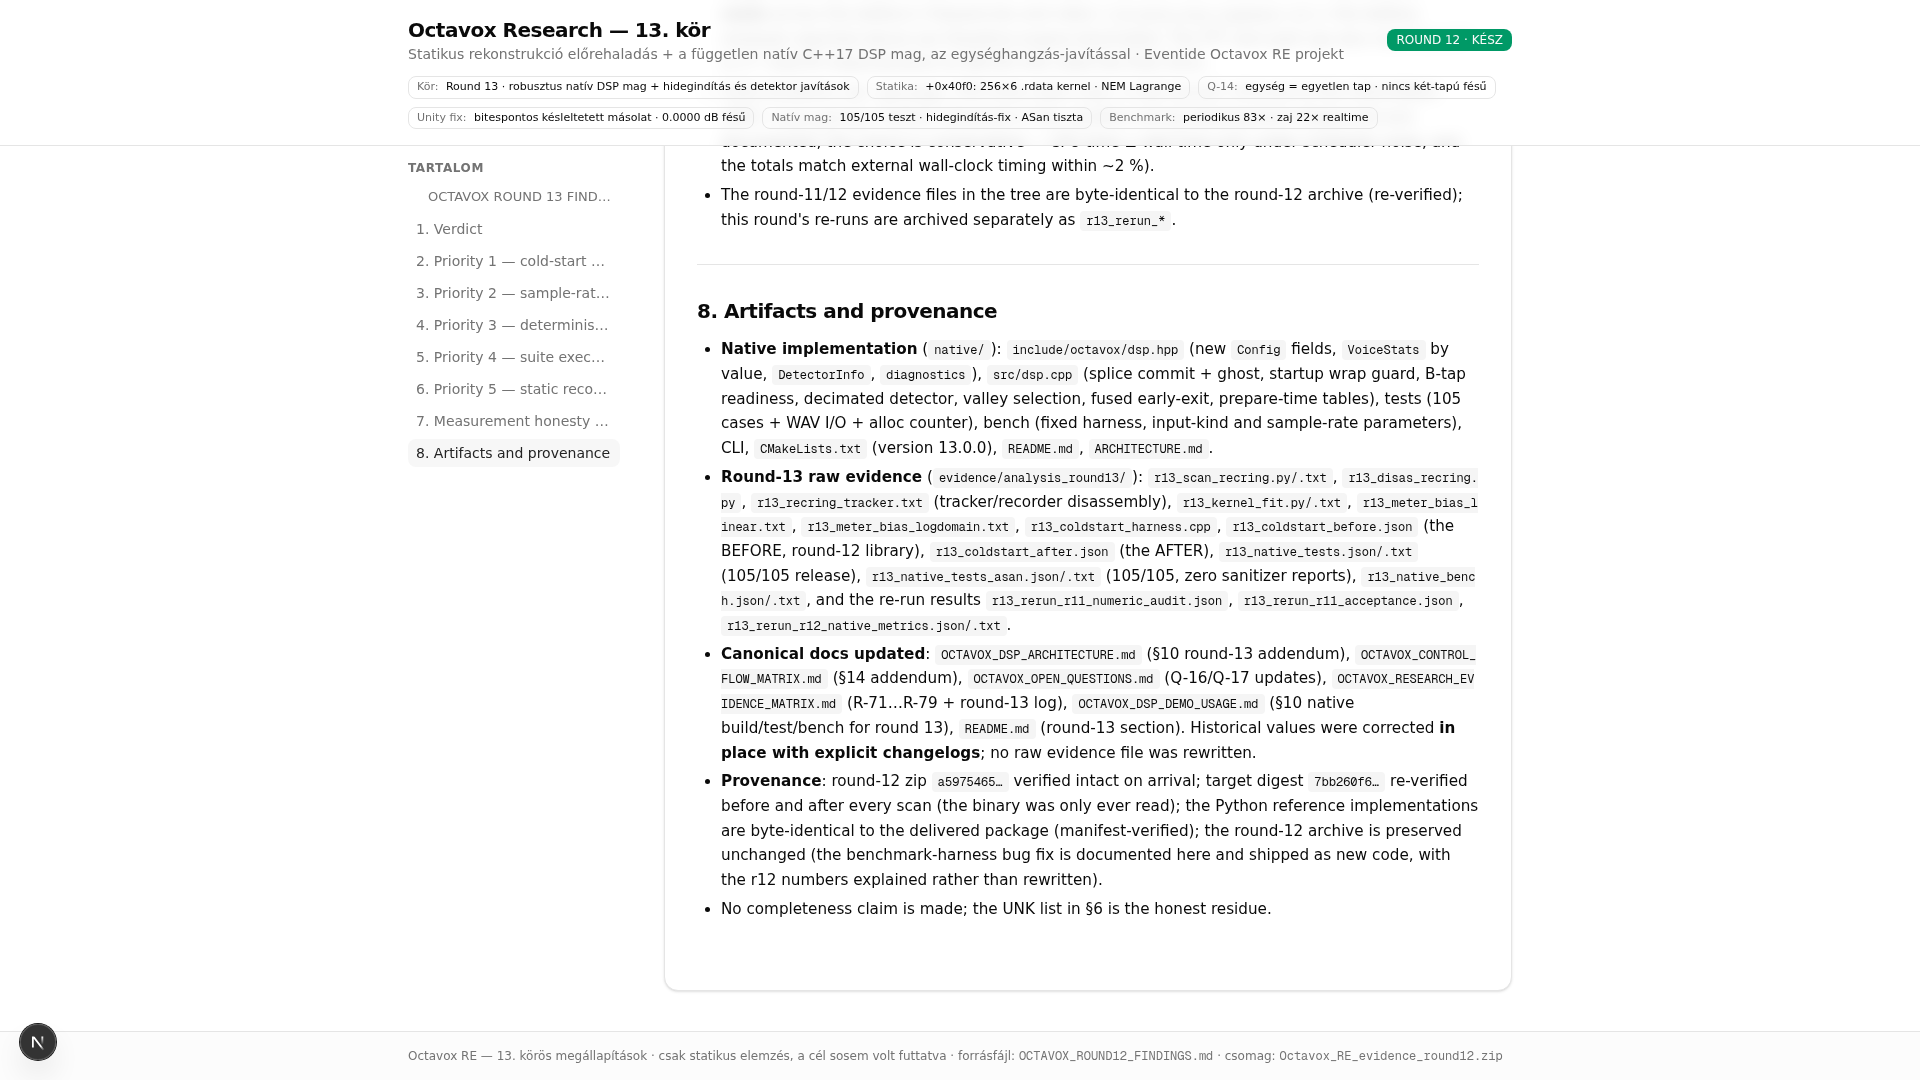 Octavox Research — 13. kör
Statikus rekonstrukció előrehaladás + a független natív C++17 DSP mag, az egységhangzás-javítással · Eventide Octavox RE projekt
ROUND 12 · KÉSZ
Kör: Round 13 · robusztus natív DSP mag + hidegindítás és detektor javítások
Statika: +0x40f0: 256×6 .rdata kernel · NEM Lagrange
Q-14: egység = egyetlen tap · nincs két-tapú fésű
Unity fix: bitespontos késleltetett másolat · 0.0000 dB fésű
Natív mag: 105/105 teszt · hidegindítás-fix · ASan tiszta
Benchmark: periodikus 83× · zaj 22× realtime
TARTALOM
OCTAVOX ROUND 13 FIND…
1. Verdict
2. Priority 1 — cold-start …
3. Priority 2 — sample-rat…
4. Priority 3 — determinis…
5. Priority 4 — suite exec…
6. Priority 5 — static reco…
7. Measurement honesty …
8. Artifacts and provenance
the totals match external wall-clock timing within ~2 %).
• The round-11/12 evidence files in the tree are byte-identical to the round-12 archive (re-verified);
this round's re-runs are archived separately as r13_rerun_*.
8. Artifacts and provenance
• Native implementation ( native/ ): include/octavox/dsp.hpp (new Config fields, VoiceStats by
value, DetectorInfo, diagnostics ), src/dsp.cpp (splice commit + ghost, startup wrap guard, B-tap
readiness, decimated detector, valley selection, fused early-exit, prepare-time tables), tests (105
cases + WAV I/O + alloc counter), bench (fixed harness, input-kind and sample-rate parameters),
CLI, CMakeLists.txt (version 13.0.0), README.md, ARCHITECTURE.md.
• Round-13 raw evidence ( evidence/analysis_round13/ ): r13_scan_recring.py/.txt, r13_disas_recring.
py, r13_recring_tracker.txt (tracker/recorder disassembly), r13_kernel_fit.py/.txt, r13_meter_bias_l
inear.txt, r13_meter_bias_logdomain.txt, r13_coldstart_harness.cpp, r13_coldstart_before.json (the
BEFORE, round-12 library), r13_coldstart_after.json (the AFTER), r13_native_tests.json/.txt
(105/105 release), r13_native_tests_asan.json/.txt (105/105, zero sanitizer reports), r13_native_benc
h.json/.txt, and the re-run results r13_rerun_r11_numeric_audit.json, r13_rerun_r11_acceptance.json,
r13_rerun_r12_native_metrics.json/.txt.
• Canonical docs updated: OCTAVOX_DSP_ARCHITECTURE.md (§10 round-13 addendum), OCTAVOX_CONTROL_
FLOW_MATRIX.md (§14 addendum), OCTAVOX_OPEN_QUESTIONS.md (Q-16/Q-17 updates), OCTAVOX_RESEARCH_EV
IDENCE_MATRIX.md (R-71…R-79 + round-13 log), OCTAVOX_DSP_DEMO_USAGE.md (§10 native
build/test/bench for round 13), README.md (round-13 section). Historical values were corrected in
place with explicit changelogs; no raw evidence file was rewritten.
• Provenance: round-12 zip a5975465… verified intact on arrival; target digest 7bb260f6… re-verified
before and after every scan (the binary was only ever read); the Python reference implementations
are byte-identical to the delivered package (manifest-verified); the round-12 archive is preserved
unchanged (the benchmark-harness bug fix is documented here and shipped as new code, with
the r12 numbers explained rather than rewritten).
• No completeness claim is made; the UNK list in §6 is the honest residue.
N
Octavox RE — 13. körös megállapítások · csak statikus elemzés, a cél sosem volt futtatva · forrásfájl: OCTAVOX_ROUND12_FINDINGS.md · csomag: Octavox_RE_evidence_round12.zip